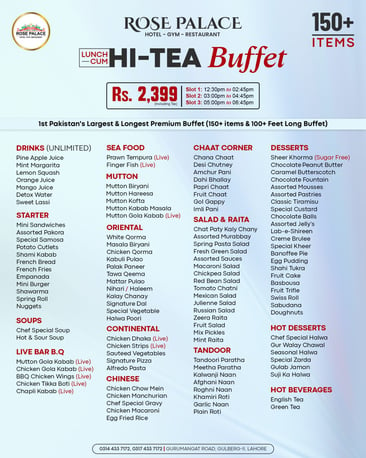 ROSE PALACE
HOTEL - GYM - RESTAURANT
ROSE PALACE
HOTEL - GYM - RESTAURANT
150+
ITEMS
LUNCH
CUM
HI-TEA Buffet
Rs. 2,399
(Including Tax)
Slot 1: 12:30pm to 02:45pm
Slot 2: 03:00pm to 04:45pm
Slot 3: 05:00pm to 06:45pm
1st Pakistan's Largest & Longest Premium Buffet (150+ items & 100+ Feet Long Buffet)
DRINKS (UNLIMITED)
Pine Apple Juice
Mint Margarita
Lemon Squash
Orange Juice
Mango Juice
Detox Water
Sweet Lassi
STARTER
Mini Sandwiches
Assorted Pakora
Special Samosa
Potato Cutlets
Shami Kabab
French Bread
French Fries
Empanada
Mini Burger
Shawarma
Spring Roll
Nuggets
SOUPS
Chef Special Soup
Hot & Sour Soup
LIVE BAR B.Q
Mutton Gola Kabab (Live)
Chicken Gola Kabab (Live)
BBQ Chicken Wings (Live)
Chicken Tikka Boti (Live)
Chapli Kabab (Live)
SEA FOOD
Prawn Tempura (Live)
Finger Fish (Live)
MUTTON
Mutton Biryani
Mutton Hareesa
Mutton Kofta
Mutton Kabab Masala
Mutton Gola Kabab (Live)
ORIENTAL
White Qorma
Masala Biryani
Chicken Qorma
Kabuli Pulao
Palak Paneer
Tawa Qeema
Mattar Pulao
Nihari / Haleem
Kalay Chanay
Signature Dal
Special Vegetable
Halwa Poori
CONTINENTAL
Chicken Dhaka (Live)
Chicken Strips (Live)
Sauteed Vegetables
Signature Pizza
Alfredo Pasta
CHINESE
Chicken Chow Mein
Chicken Manchurian
Chef Special Gravy
Chicken Macaroni
Egg Fried Rice
CHAAT CORNER
Chana Chaat
Desi Chutney
Amchur Pani
Dahi Bhallay
Papri Chaat
Fruit Chaat
Gol Gappy
Imli Pani
SALAD & RAITA
Chat Paty Kaly Chany
Assorted Murabbay
Spring Pasta Salad
Fresh Green Salad
Assorted Sauces
Macaroni Salad
Chickpea Salad
Red Bean Salad
Tomato Chatni
Mexican Salad
Julienne Salad
Russian Salad
Zeera Raita
Fruit Salad
Mix Pickles
Mint Raita
TANDOOR
Tandoori Paratha
Meetha Paratha
Kalwanji Naan
Afghani Naan
Roghni Naan
Khamiri Roti
Garlic Naan
Plain Roti
DESSERTS
Sheer Khorma (Sugar Free)
Chocolate Peanut Butter
Caramel Butterscotch
Chocolate Fountain
Assorted Mousses
Assorted Pastries
Classic Tiramisu
Special Custard
Chocolate Balls
Assorted Jelly's
Lab-e-Shireen
Creme Brulee
Special Kheer
Banoffee Pie
Egg Pudding
Shahi Tukra
Fruit Cake
Basbousa
Fruit Trifle
Swiss Roll
Sabudana
Doughnuts
HOT DESSERTS
Chef Special Halwa
Gur Walay Chawal
Seasonal Halwa
Special Zarda
Gulab Jaman
Suji Ka Halwa
HOT BEVERAGES
English Tea
Green Tea
0314 433 7172, 0317 433 7172 | GURUMANGAT ROAD, GULBERG-II, LAHORE